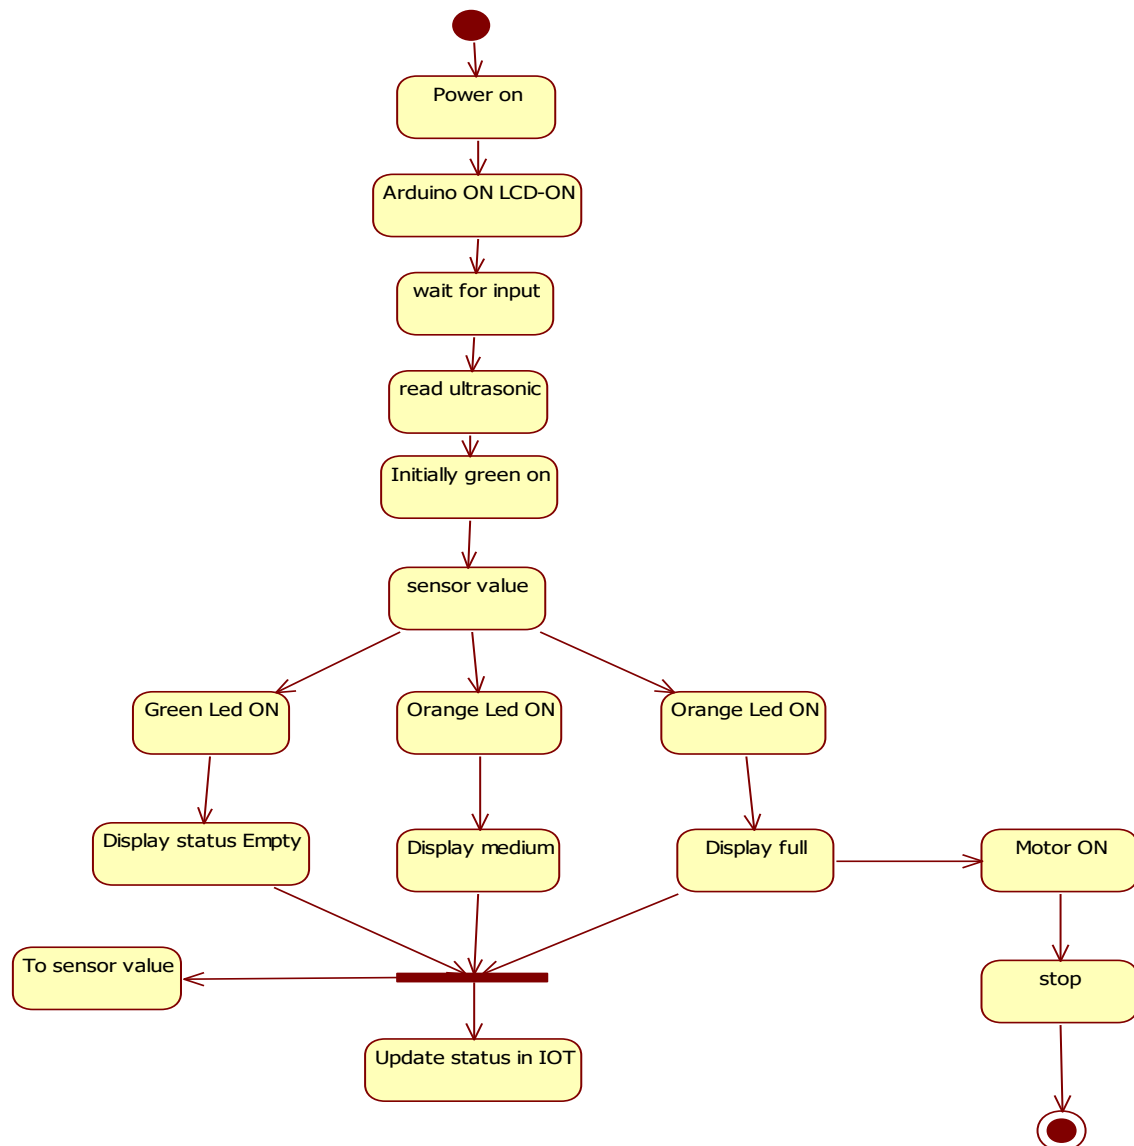 Power on
Arduino ON LCD-ON
wait for input
read ultrasonic
Initially green on
sensor value
Green Led ON
Orange Led ON
Orange Led ON
Display status Empty
Display medium
Display full
Motor ON
To sensor value
stop
Update status in IOT